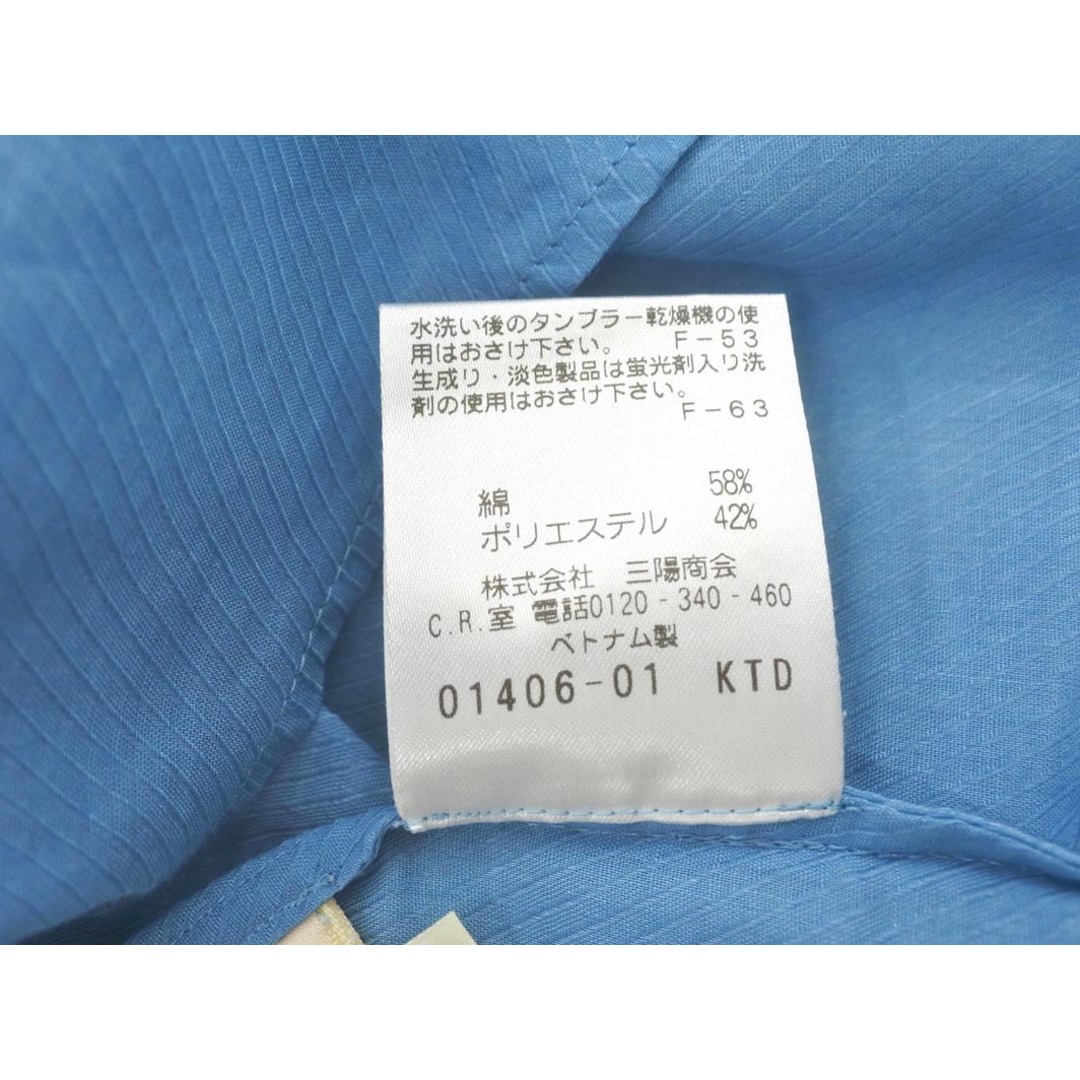 水洗い後のタンブラー乾燥機の使
用はおさけ下さい。 F-53
生成り・淡色製品は蛍光剤入り洗
剤の使用はおさけ下さい。
F-63
綿 58%
ポリエステル 42%
株式会社 三陽商会
C.R.室 電話0120-340-460
ベトナム製
01406-01 KTD